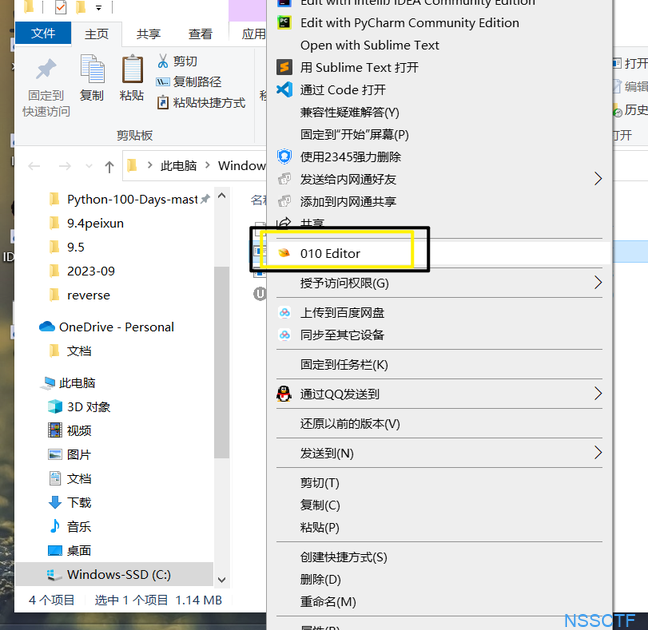 文件
主页
共享
查看
应用
固定到
快速访问
复制
粘贴
剪切
复制路径
粘贴快捷方式
剪贴板
此电脑
Window
Python-100-Days-mast
9.4peixun
9.5
2023-09
reverse
OneDrive - Personal
文档
此电脑
3D 对象
视频
图片
文档
下载
音乐
桌面
Windows-SSD (C:)
4 个项目
选中 1 个项目 1.14 MB
Edit with IntelliJ IDEA Community Edition
Edit with PyCharm Community Edition
Open with Sublime Text
用 Sublime Text 打开
通过 Code 打开
兼容性疑难解答(Y)
固定到"开始"屏幕(P)
使用2345强力删除
发送给内网通好友
添加到内网通共享
共享
010 Editor
授予访问权限(G)
上传到百度网盘
同步至其它设备
固定到任务栏(K)
通过QQ发送到
还原以前的版本(V)
发送到(N)
剪切(T)
复制(C)
粘贴(P)
创建快捷方式(S)
删除(D)
重命名(M)
属性(R)
打开
编辑
历史
打开
NSSCTF